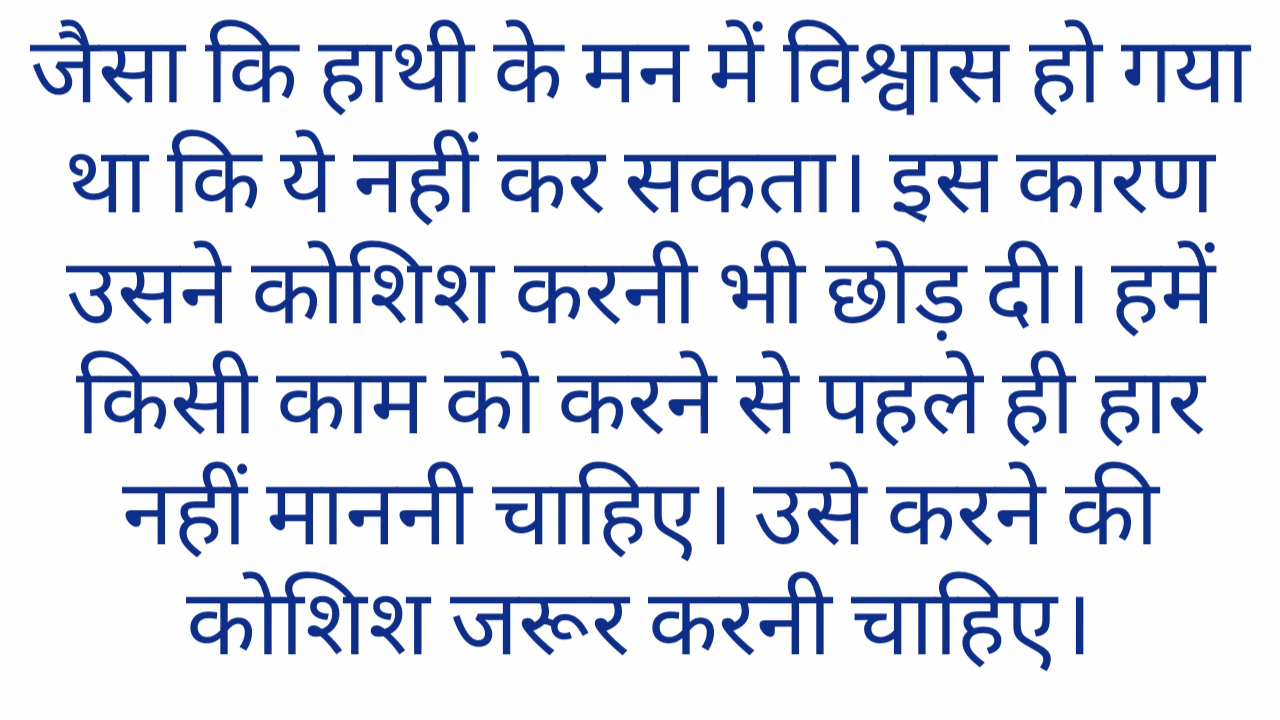 जैसा कि हाथी के मन में विश्वास हो गया
था कि ये नहीं कर सकता। इस कारण
उसने कोशिश करनी भी छोड़ दी। हमें
किसी काम को करने से पहले ही हार
नहीं माननी चाहिए। उसे करने की
कोशिश जरूर करनी चाहिए।